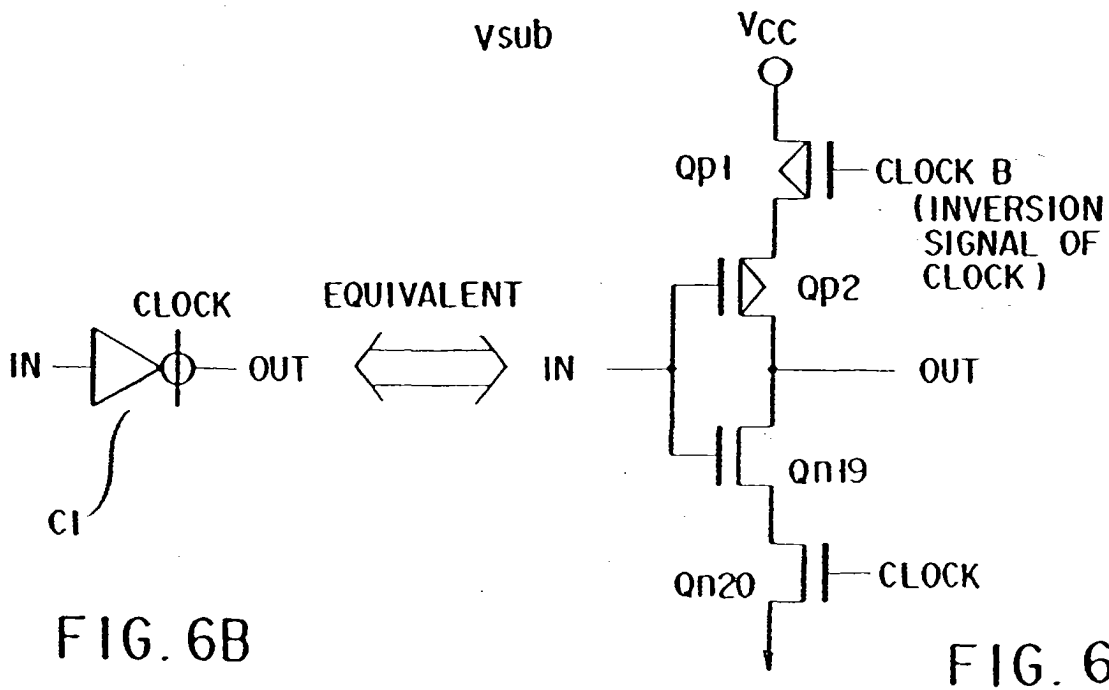 Vsub
VCC
Qp1
CLOCK B
(INVERSION
SIGNAL OF
CLOCK)
Qp2
CLOCK
EQUIVALENT
IN
OUT
IN
OUT
Qn19
C1
Qn20
CLOCK
FIG. 6B
FIG. 6